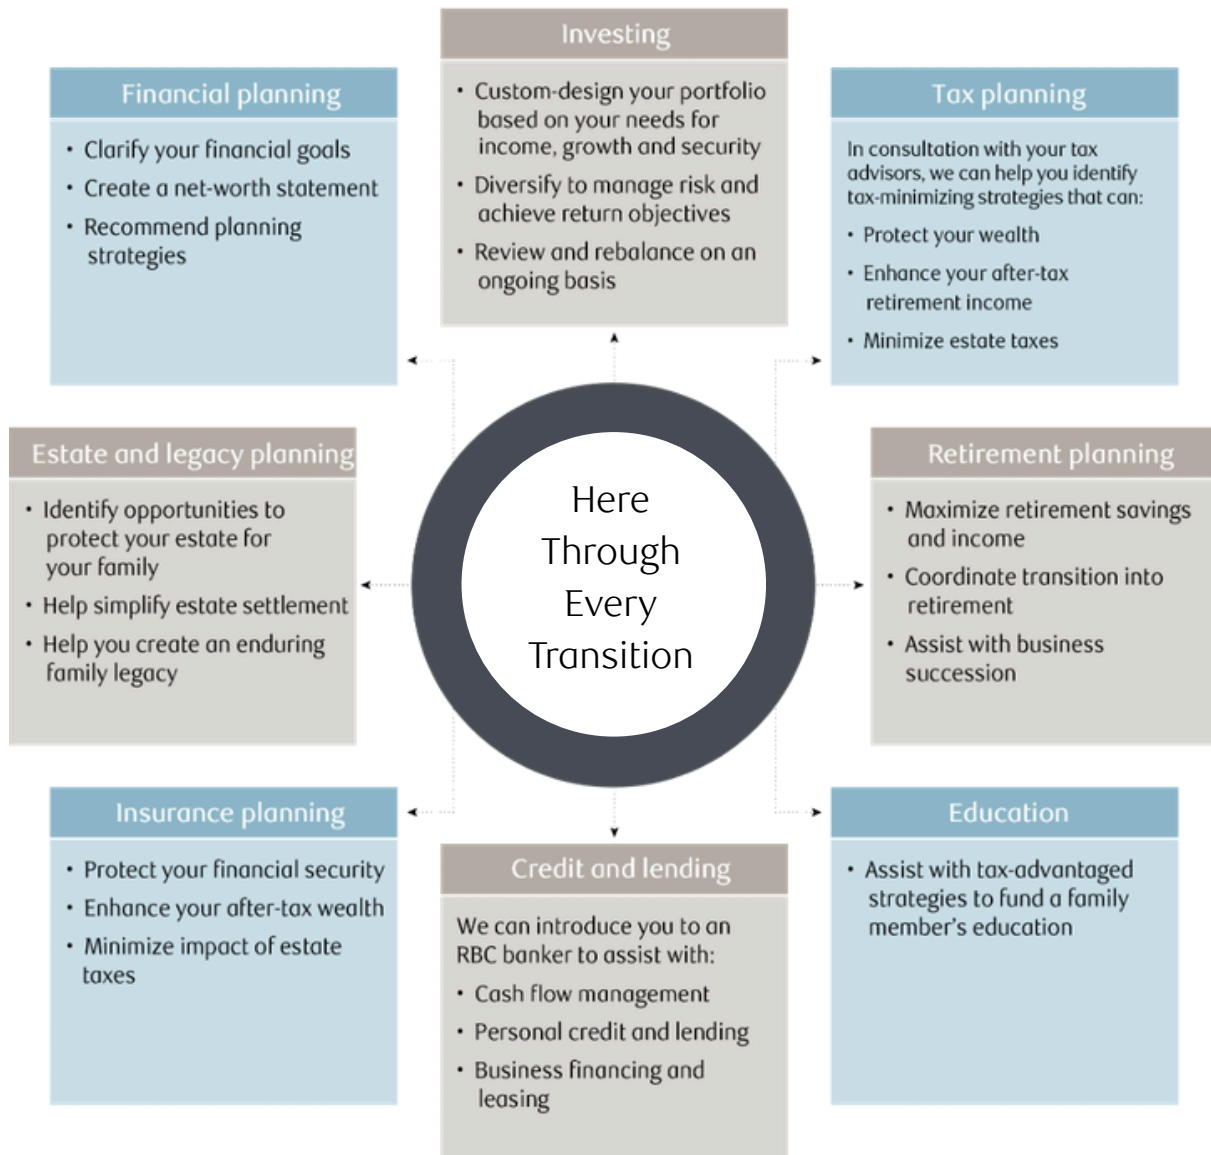 Investing
• Custom-design your portfolio
based on your needs for
income, growth and security
• Diversify to manage risk and
achieve return objectives
• Review and rebalance on an
ongoing basis
Financial planning
• Clarify your financial goals
• Create a net-worth statement
• Recommend planning
strategies
Tax planning
In consultation with your tax
advisors, we can help you identify
tax-minimizing strategies that can:
• Protect your wealth
• Enhance your after-tax
retirement income
• Minimize estate taxes
Estate and legacy planning
• Identify opportunities to
protect your estate for
your family
• Help simplify estate settlement
• Help you create an enduring
family legacy
Here
Through
Every
Transition
Retirement planning
• Maximize retirement savings
and income
• Coordinate transition into
retirement
• Assist with business
succession
Insurance planning
• Protect your financial security
• Enhance your after-tax wealth
• Minimize impact of estate
taxes
Credit and lending
We can introduce you to an
RBC banker to assist with:
• Cash flow management
• Personal credit and lending
• Business financing and
leasing
Education
• Assist with tax-advantaged
strategies to fund a family
member’s education